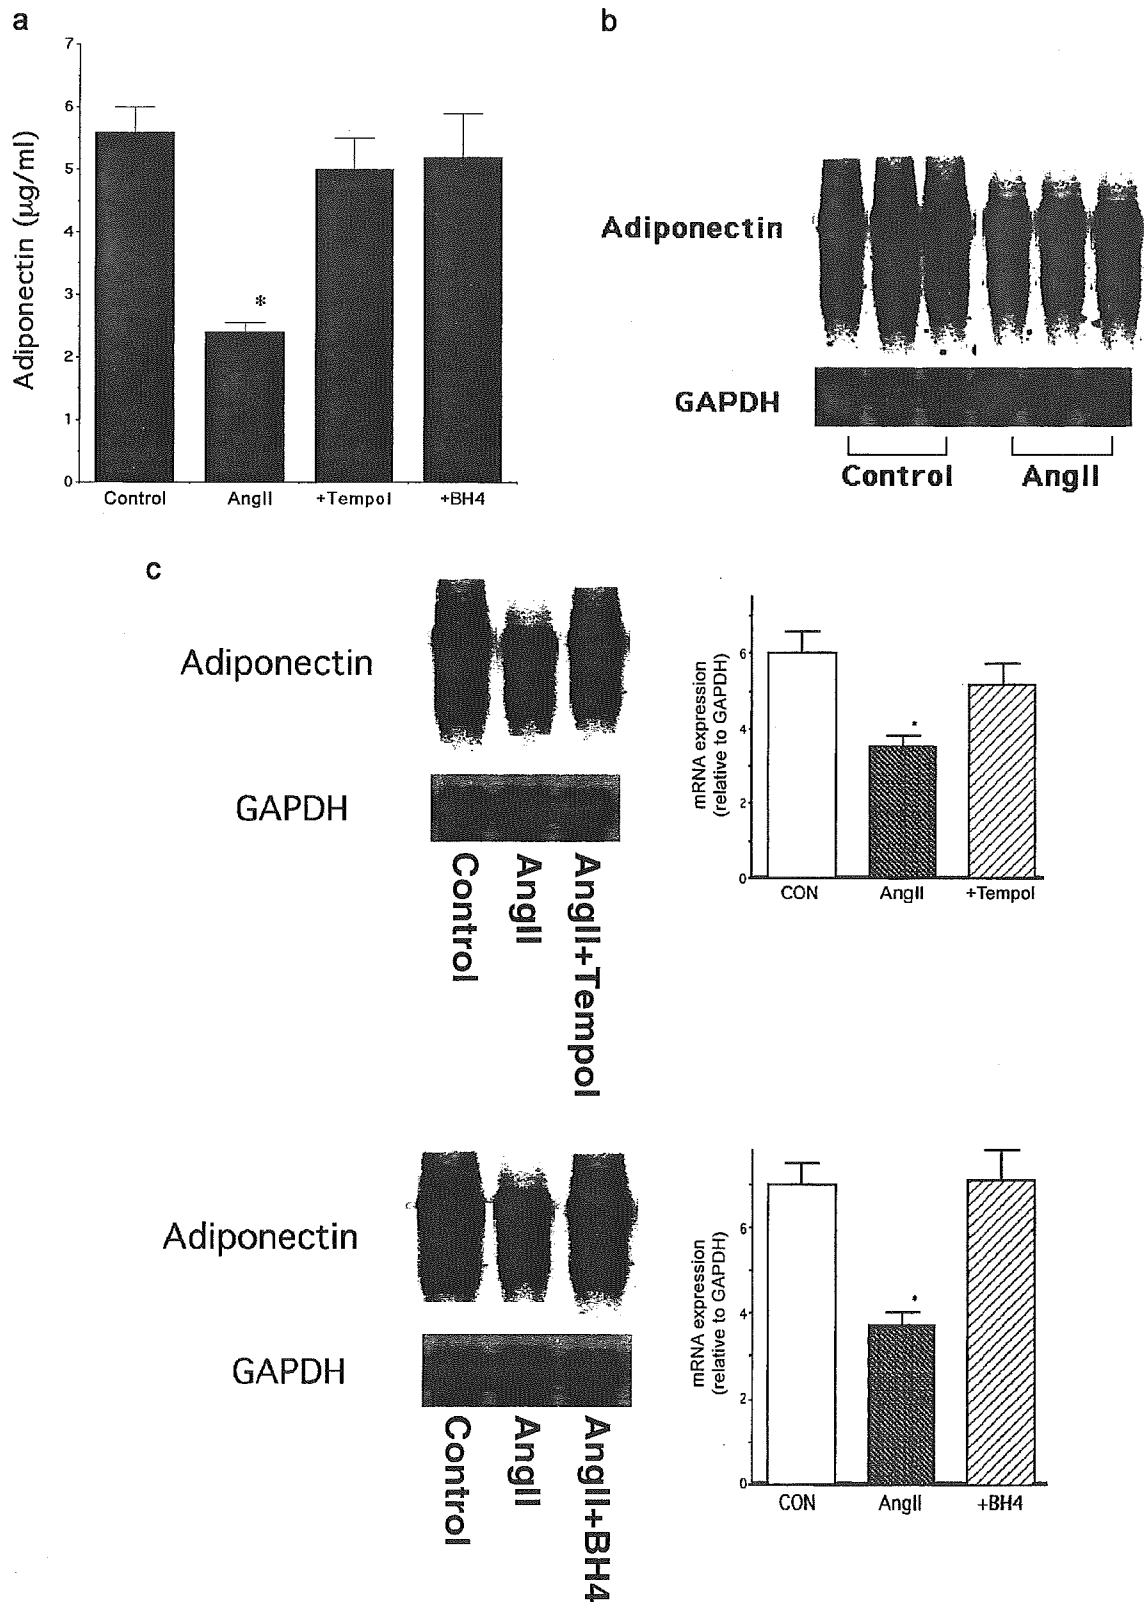 a
Adiponectin (μg/ml)
7
6
5
4
3
2
1
0
*
Control AngII +Tempol +BH4
b
Adiponectin
GAPDH
Control AngII
c
Adiponectin
GAPDH
Control
AngII
AngII+Tempol
mRNA expression
(relative to GAPDH)
6
4
2
0
*
CON AngII +Tempol
Adiponectin
GAPDH
Control
AngII
AngII+BH4
mRNA expression
(relative to GAPDH)
6
4
2
0
*
CON AngII +BH4